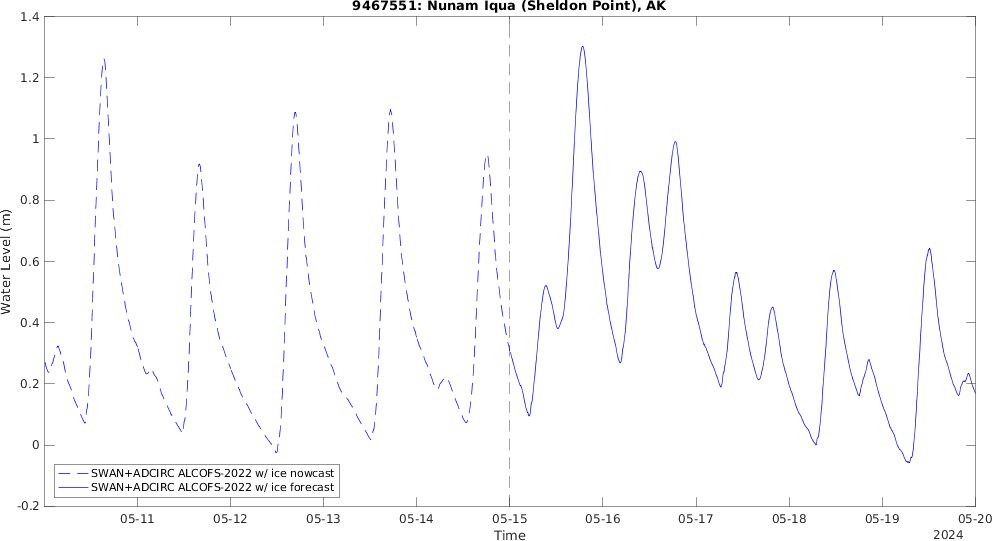 9467551: Nunam Iqua (Sheldon Point), AK
1.4
1.2
1
0.8
0.6
0.4
0.2
0
-0.2
Water Level (m)
SWAN+ADCIRC ALCOFS-2022 w/ ice nowcast
SWAN+ADCIRC ALCOFS-2022 w/ ice forecast
05-11 05-12 05-13 05-14 05-15 05-16 05-17 05-18 05-19 05-20
Time
2024